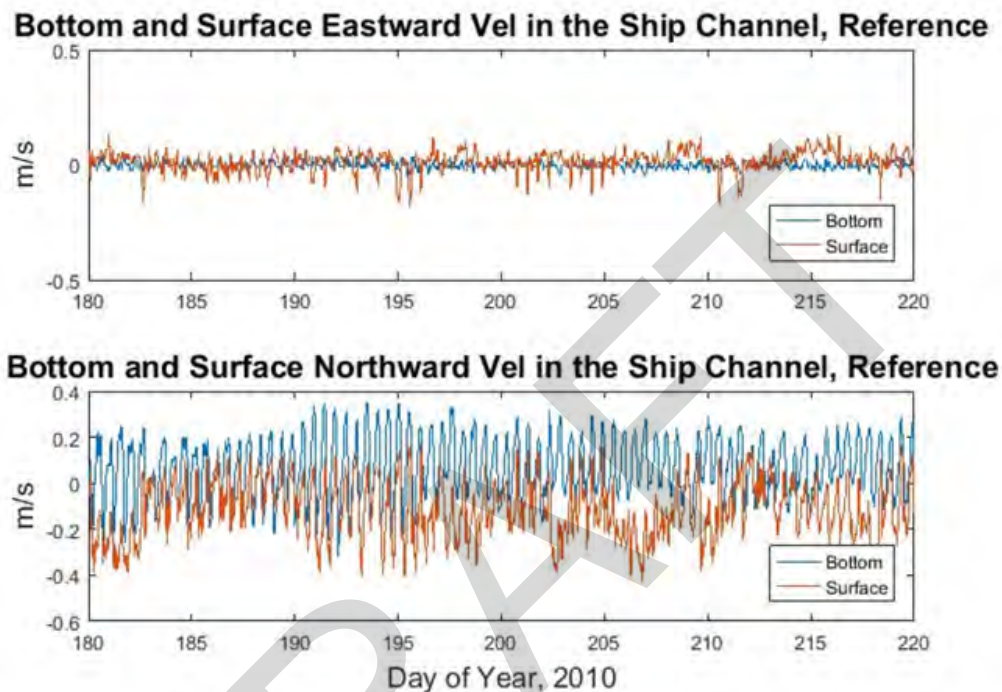 Bottom and Surface Eastward Vel in the Ship Channel, Reference
0.5
0
-0.5
m/s
180 185 190 195 200 205 210 215 220
Bottom
Surface
Bottom and Surface Northward Vel in the Ship Channel, Reference
0.4
0.2
0
-0.2
-0.4
-0.6
m/s
180 185 190 195 200 205 210 215 220
Bottom
Surface
Day of Year, 2010
RAFT